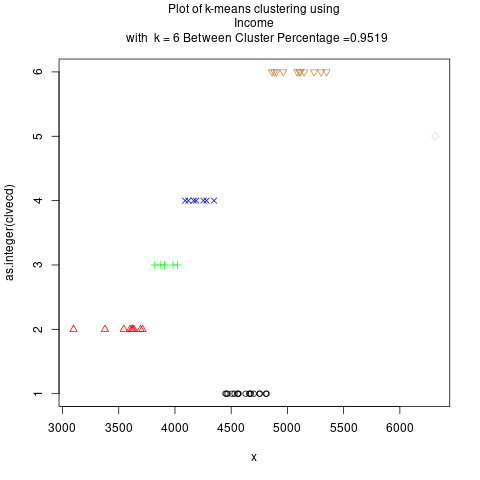 Plot of k-means clustering using
Income
with  k = 6 Between Cluster Percentage =0.9519
6
5
4
3
2
1
as.integer(clvecd)
3000 3500 4000 4500 5000 5500 6000
x